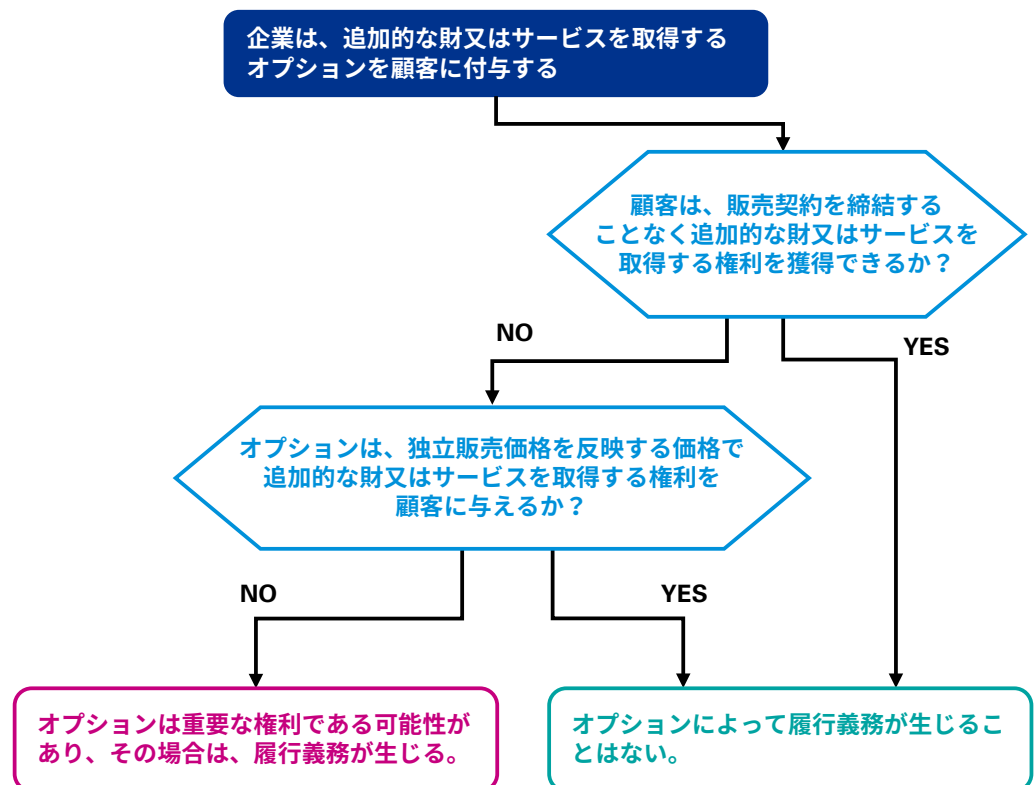 企業は、追加的な財又はサービスを取得する
オプションを顧客に付与する
顧客は、販売契約を締結する
ことなく追加的な財又はサービスを
取得する権利を獲得できるか？
NO
YES
オプションは、独立販売価格を反映する価格で
追加的な財又はサービスを取得する権利を
顧客に与えるか？
NO
YES
オプションは重要な権利である可能性が
あり、その場合は、履行義務が生じる。
オプションによって履行義務が生じるこ
とはない。